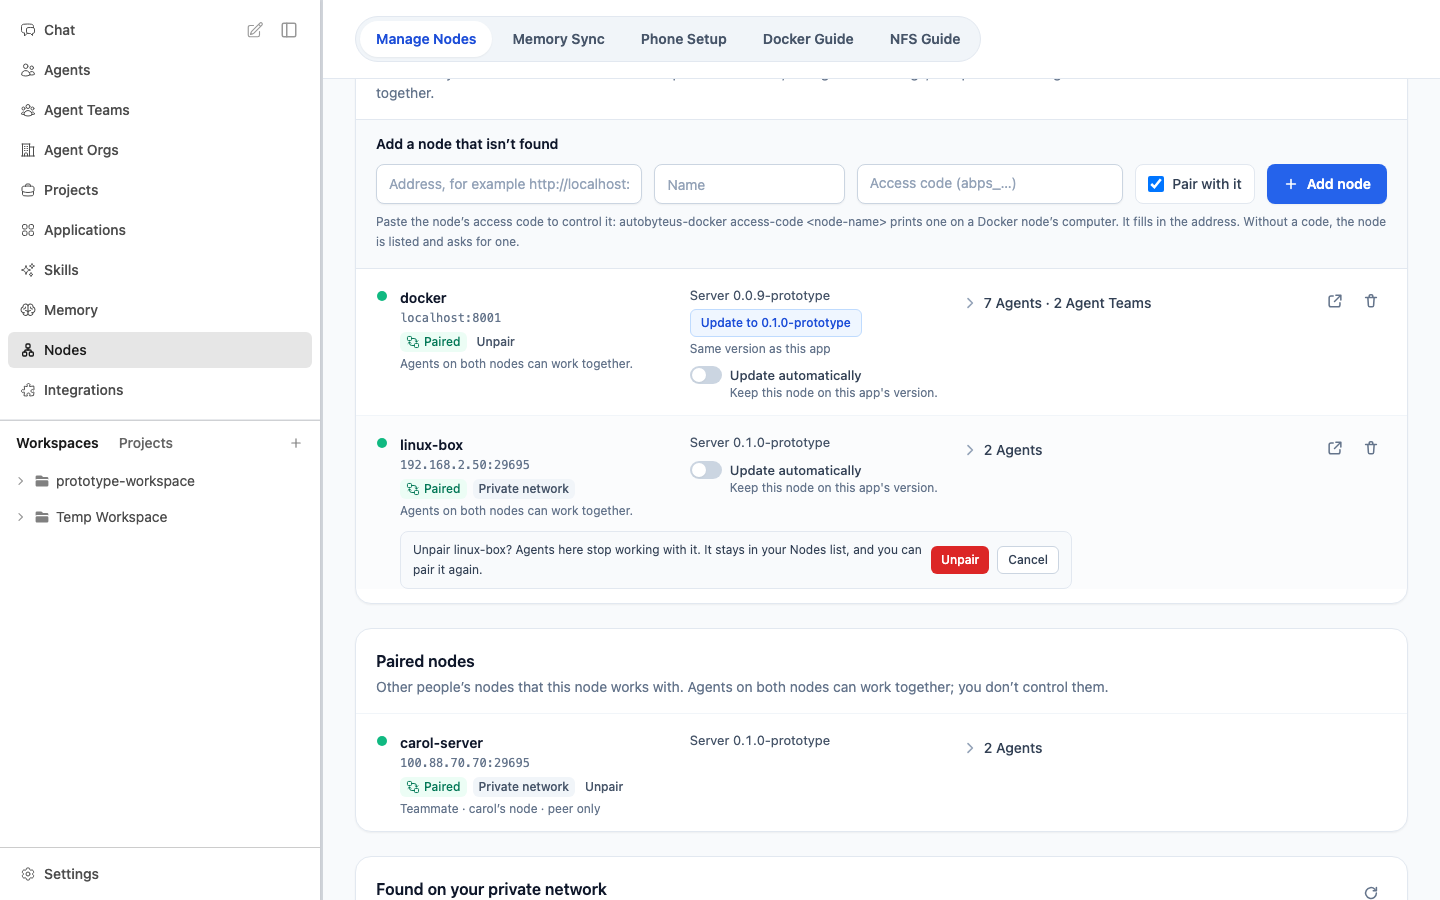 Chat
Agents
Agent Teams
Agent Orgs
Projects
Applications
Skills
Memory
Nodes
Integrations
Workspaces
Projects
prototype-workspace
Temp Workspace
Settings
Manage Nodes
Memory Sync
Phone Setup
Docker Guide
NFS Guide
together.
Add a node that isn’t found
Address, for example http://localhost:
Name
Access code (abps_...)
Pair with it
Add node
Paste the node’s access code to control it: autobyteus-docker access-code <node-name> prints one on a Docker node’s computer. It fills in the address. Without a code, the node
is listed and asks for one.
docker
localhost:8001
Paired
Unpair
Agents on both nodes can work together.
Server 0.0.9-prototype
Update to 0.1.0-prototype
Same version as this app
Update automatically
Keep this node on this app's version.
7 Agents · 2 Agent Teams
linux-box
192.168.2.50:29695
Paired
Private network
Agents on both nodes can work together.
Server 0.1.0-prototype
Update automatically
Keep this node on this app's version.
2 Agents
Unpair linux-box? Agents here stop working with it. It stays in your Nodes list, and you can
pair it again.
Unpair
Cancel
Paired nodes
Other people’s nodes that this node works with. Agents on both nodes can work together; you don’t control them.
carol-server
100.88.70.70:29695
Paired
Private network
Unpair
Teammate · carol’s node · peer only
Server 0.1.0-prototype
2 Agents
Found on your private network